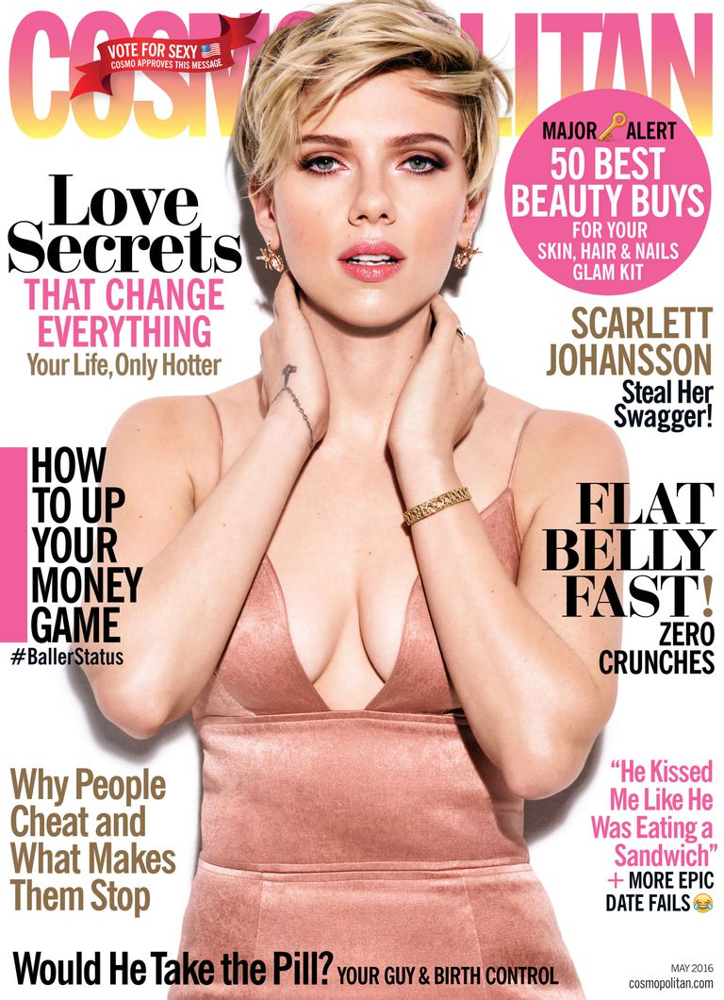 COSMOPOLITAN
VOTE FOR SEXY
COSMO APPROVES THIS MESSAGE
MAJOR 🔑 ALERT
50 BEST
BEAUTY BUYS
FOR YOUR
SKIN, HAIR & NAILS
GLAM KIT
Love
Secrets
THAT CHANGE
EVERYTHING
Your Life, Only Hotter
SCARLETT
JOHANSSON
Steal Her
Swagger!
HOW
TO UP
YOUR
MONEY
GAME
#BallerStatus
FLAT
BELLY
FAST!
ZERO
CRUNCHES
Why People
Cheat and
What Makes
Them Stop
“He Kissed
Me Like He
Was Eating a
Sandwich”
+ MORE EPIC
DATE FAILS😂
Would He Take the Pill? YOUR GUY & BIRTH CONTROL
MAY 2016
cosmopolitan.com